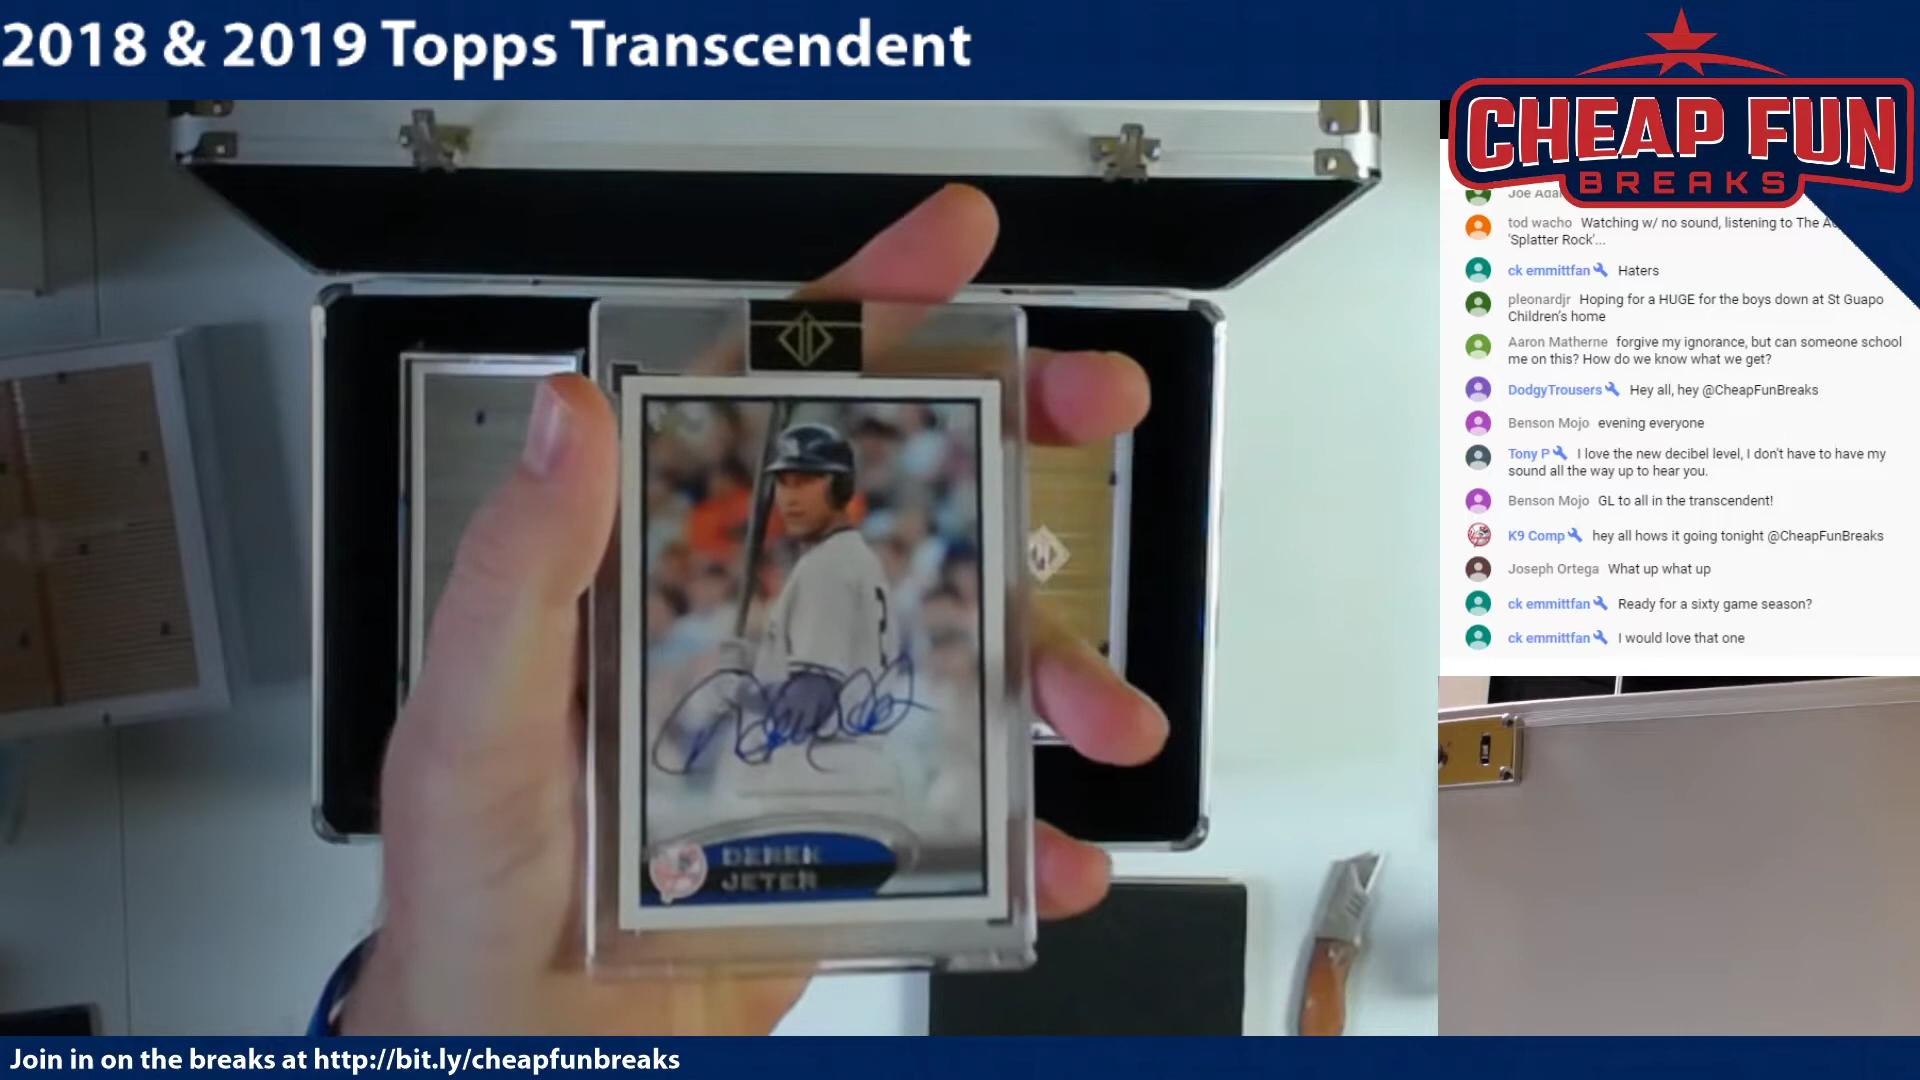 2018 & 2019 Topps Transcendent
CHEAP FUN
BREAKS
tod wacho Watching w/ no sound, listening to The
'Splatter Rock'...
ck emmittfan Haters
pleonardjr Hoping for a HUGE for the boys down at St Guapo
Children's home
Aaron Matherne forgive my ignorance, but can someone school
me on this? How do we know what we get?
DodgyTrousers Hey all, hey @CheapFunBreaks
Benson Mojo evening everyone
Tony P I love the new decibel level, I don't have to have my
sound all the way up to hear you.
Benson Mojo GL to all in the transcendent!
K9 Comp hey all hows it going tonight @CheapFunBreaks
Joseph Ortega What up what up
ck emmittfan Ready for a sixty game season?
ck emmittfan I would love that one
2
Derek Jeter
DEREK
JETER
Join in on the breaks at http://bit.ly/cheapfunbreaks